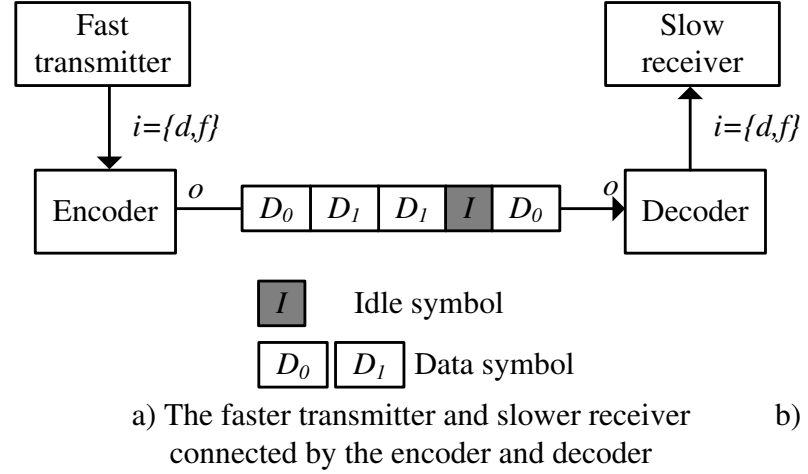 Fast
transmitter
Slow
receiver
i={d,f}
i={d,f}
Encoder
o
D0 D1 D1 I D0
o
Decoder
I Idle symbol
D0 D1 Data symbol
a) The faster transmitter and slower receiver
connected by the encoder and decoder
b)